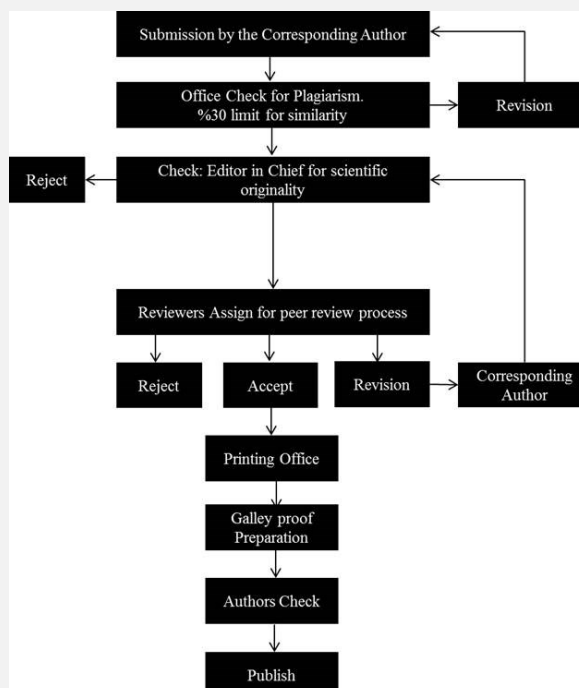 Submission by the Corresponding Author
Office Check for Plagiarism.
%30 limit for similarity
Revision
Reject
Check: Editor in Chief for scientific
originality
Reviewers Assign for peer review process
Reject
Accept
Revision
Corresponding
Author
Printing Office
Galley proof
Preparation
Authors Check
Publish